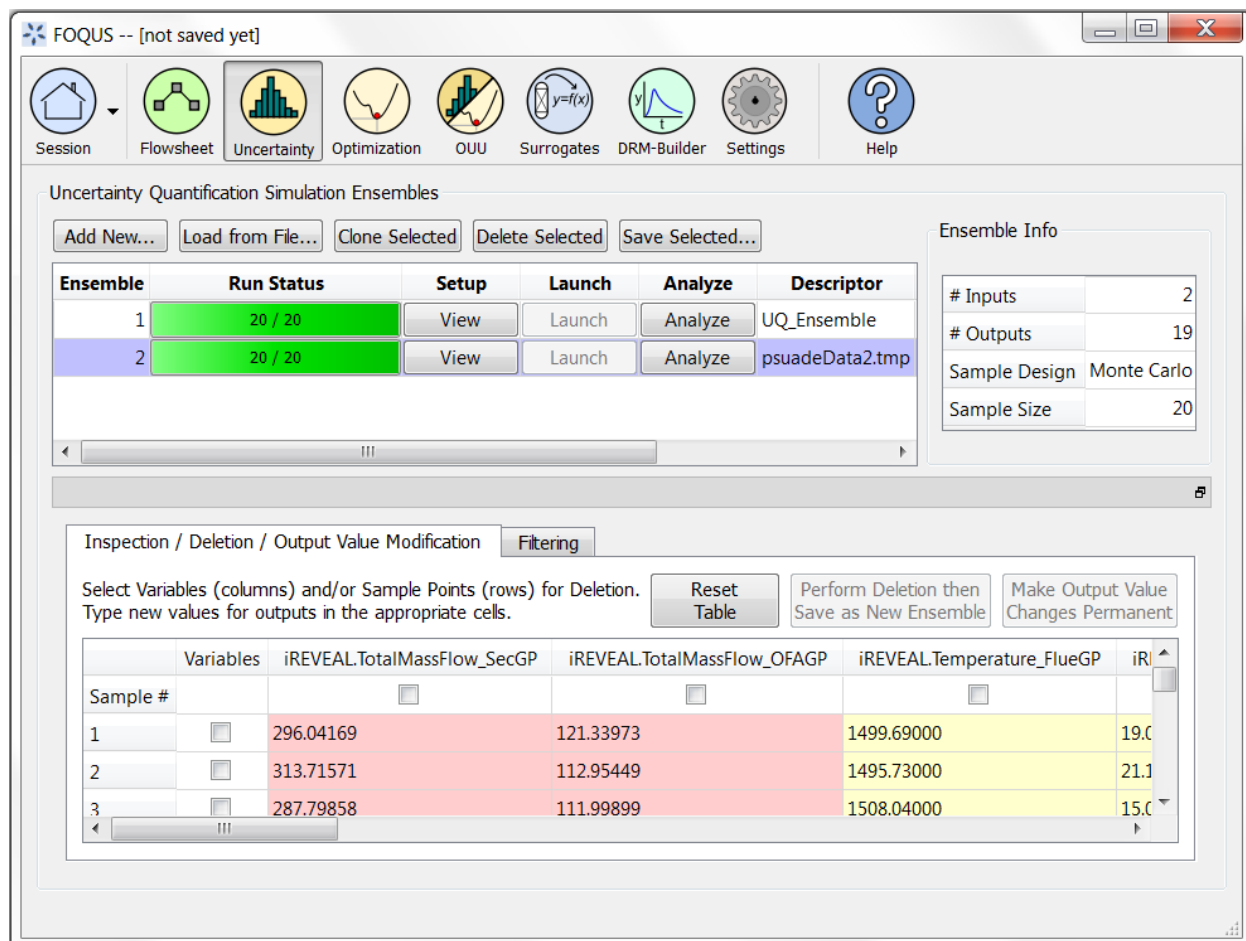 FOQUS -- [not saved yet]
Session Flowsheet Uncertainty Optimization OUU Surrogates DRM-Builder Settings Help
y=f(x)
y
t
Uncertainty Quantification Simulation Ensembles
Add New... Load from File... Clone Selected Delete Selected Save Selected...
Ensemble Run Status Setup Launch Analyze Descriptor
1 20 / 20 View Launch Analyze UQ_Ensemble
2 20 / 20 View Launch Analyze psuadeData2.tmp
Ensemble Info
# Inputs 2
# Outputs 19
Sample Design Monte Carlo
Sample Size 20
Inspection / Deletion / Output Value Modification Filtering
Select Variables (columns) and/or Sample Points (rows) for Deletion.
Type new values for outputs in the appropriate cells.
Reset
Table
Perform Deletion then
Save as New Ensemble
Make Output Value
Changes Permanent
Variables iREVEAL.TotalMassFlow_SecGP iREVEAL.TotalMassFlow_OFAGP iREVEAL.Temperature_FlueGP
Sample #
1 296.04169 121.33973 1499.69000
2 313.71571 112.95449 1495.73000
3 287.79858 111.99899 1508.04000